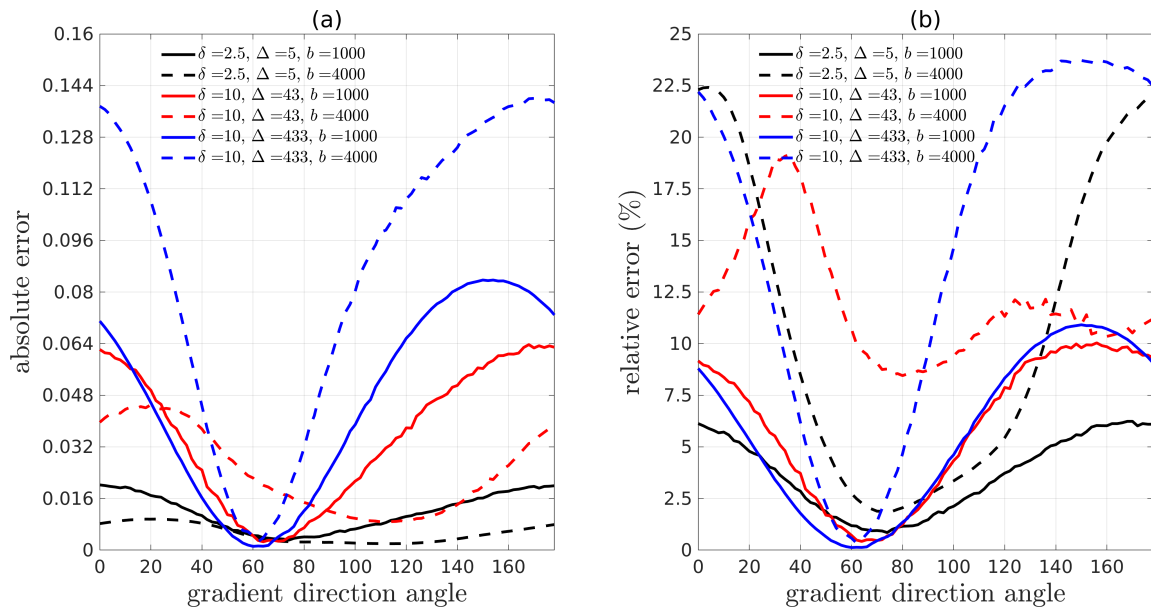 (a)
0.16
0.144
0.128
0.112
0.096
0.08
0.064
0.048
0.032
0.016
0
absolute error
δ =2.5, Δ =5, b =1000
δ =2.5, Δ =5, b =4000
δ =10, Δ =43, b =1000
δ =10, Δ =43, b =4000
δ =10, Δ =433, b =1000
δ =10, Δ =433, b =4000
0 20 40 60 80 100 120 140 160
gradient direction angle
(b)
25
22.5
20
17.5
15
12.5
10
7.5
5
2.5
0
relative error (%)
δ =2.5, Δ =5, b =1000
δ =2.5, Δ =5, b =4000
δ =10, Δ =43, b =1000
δ =10, Δ =43, b =4000
δ =10, Δ =433, b =1000
δ =10, Δ =433, b =4000
0 20 40 60 80 100 120 140 160
gradient direction angle